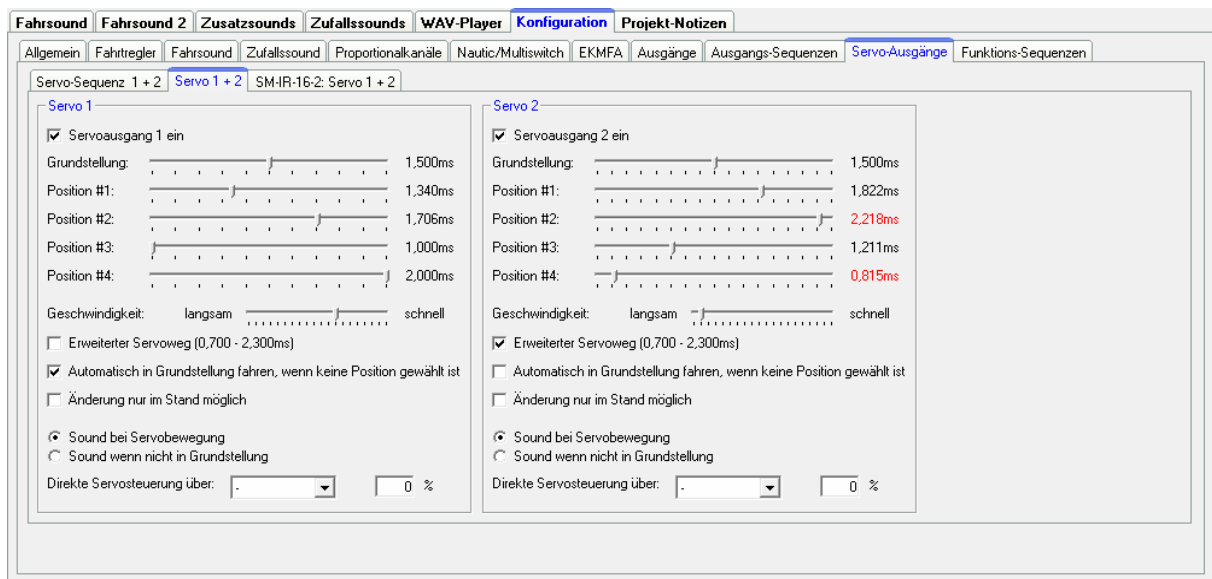 Fahrsound Fahrsound 2 Zusatzsounds Zufallssounds WAV-Player Konfiguration Projekt-Notizen
Allgemein Fahrtregler Fahrsound Zufallssound Proportionalkanäle Nautic/Multiswitch EKMFA Ausgänge Ausgangs-Sequenzen Servo-Ausgänge Funktions-Sequenzen
Servo-Sequenz 1 + 2 Servo 1 + 2 SM-IR-16-2: Servo 1 + 2
Servo 1
Servoausgang 1 ein
Grundstellung: 1,500ms
Position #1: 1,340ms
Position #2: 1,706ms
Position #3: 1,000ms
Position #4: 2,000ms
Geschwindigkeit: langsam schnell
Erweiterter Servoweg (0,700 - 2,300ms)
Automatisch in Grundstellung fahren, wenn keine Position gewählt ist
Änderung nur im Stand möglich
Sound bei Servobewegung
Sound wenn nicht in Grundstellung
Direkte Servosteuerung über: - 0 %
Servo 2
Servoausgang 2 ein
Grundstellung: 1,500ms
Position #1: 1,822ms
Position #2: 2,218ms
Position #3: 1,211ms
Position #4: 0,815ms
Geschwindigkeit: langsam schnell
Erweiterter Servoweg (0,700 - 2,300ms)
Automatisch in Grundstellung fahren, wenn keine Position gewählt ist
Änderung nur im Stand möglich
Sound bei Servobewegung
Sound wenn nicht in Grundstellung
Direkte Servosteuerung über: - 0 %